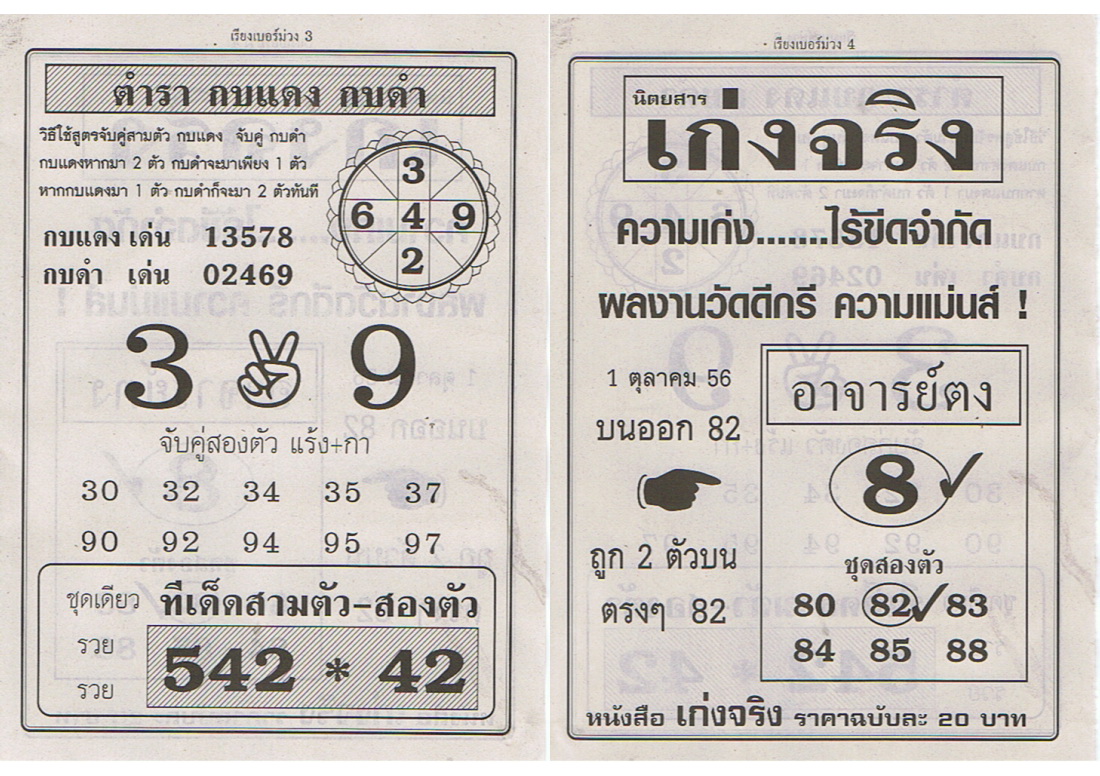 เรียงเบอร์ม่วง 3
ตำรา กบแดง กบดำ
วิธีใช้สูตรจับคู่สามตัว กบแดง จับคู่ กบดำ
กบแดงหากมา 2 ตัว กบดำจะมาเพียง 1 ตัว
หากกบแดงมา 1 ตัว กบดำก็จะมา 2 ตัวทันที
3
6 4 9
2
กบแดง เด่น 13578
กบดำ เด่น 02469
3 9
จับคู่สองตัว แร้ง+กา
30 32 34 35 37
90 92 94 95 97
ชุดเดียว ทีเด็ดสามตัว-สองตัว
รวย
รวย
542 * 42
เรียงเบอร์ม่วง 4
นิตยสาร
เก่งจริง
ความเก่ง.......ไร้ขีดจำกัด
ผลงานวัดดีกรี ความแม่นส์ !
1 ตุลาคม 56
บนออก 82
ถูก 2 ตัวบน
ตรงๆ 82
อาจารย์ตง
8
ชุดสองตัว
80 82 83
84 85 88
หนังสือ เก่งจริง ราคาฉบับละ 20 บาท